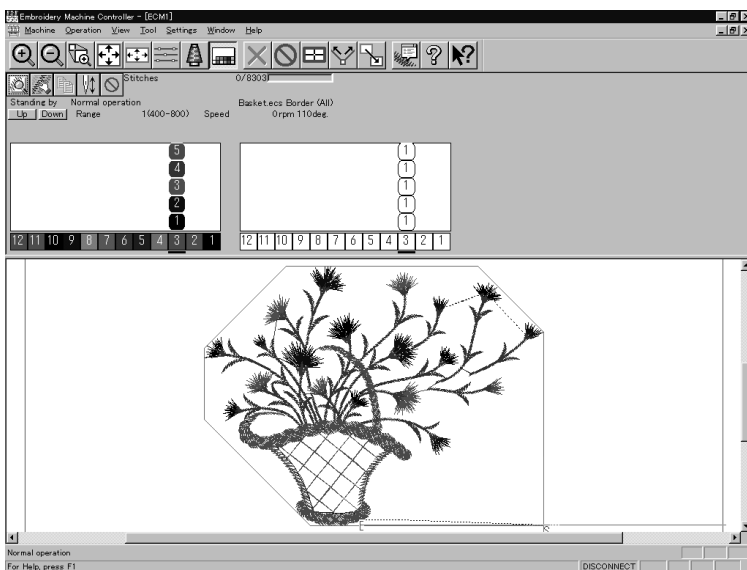 Embroidery Machine Controller - [ECM1]
Machine Operation View Tool Settings Window Help
Stitches 0/8303
Standing by Normal operation Basket.ecs Border (All)
Up Down Range 1(400-800) Speed 0rpm 110deg.
5 1
4 1
3 1
2 1
1 1
12 11 10 9 8 7 6 5 4 3 2 1 12 11 10 9 8 7 6 5 4 3 2 1
Normal operation
For Help, press F1 DISCONNECT